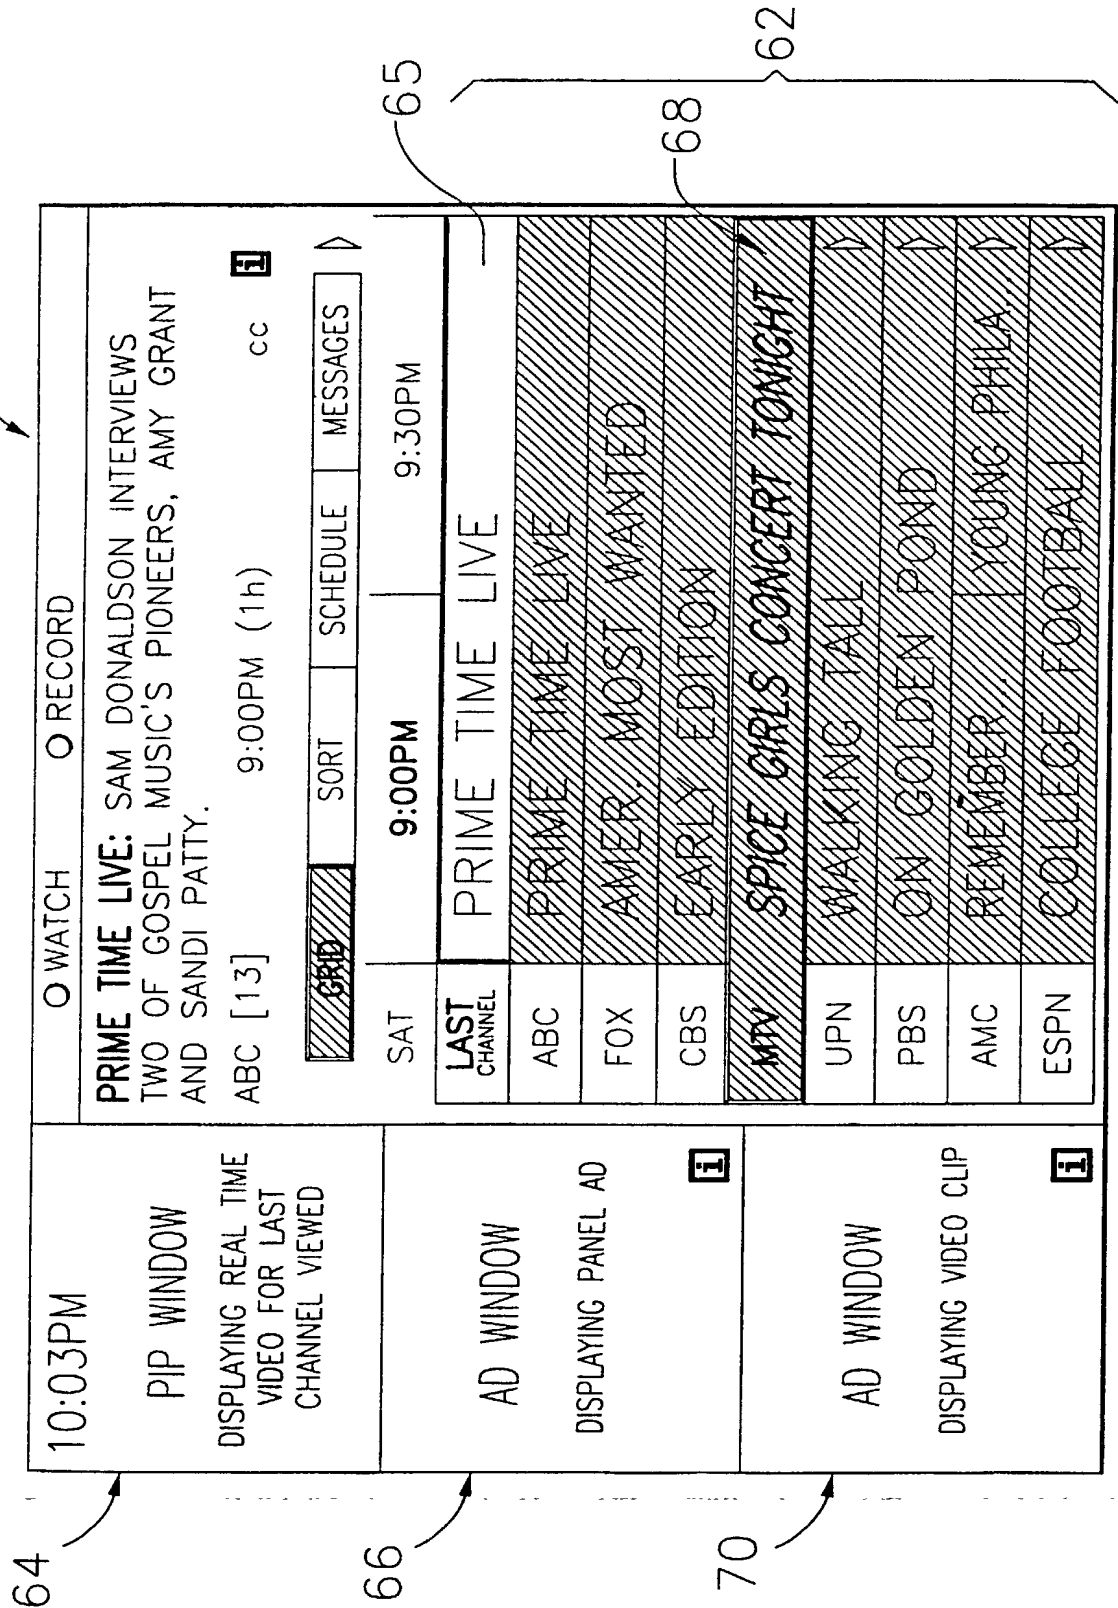 O WATCH O RECORD
10:03PM
PIP WINDOW
DISPLAYING REAL TIME
VIDEO FOR LAST
CHANNEL VIEWED
PRIME TIME LIVE: SAM DONALDSON INTERVIEWS
TWO OF GOSPEL MUSIC'S PIONEERS, AMY GRANT
AND SANDI PATTY.
ABC [13] 9:00PM (1h) cc i
GRID SORT SCHEDULE MESSAGES
SAT 9:00PM 9:30PM
LAST
CHANNEL
PRIME TIME LIVE
ABC PRIME TIME LIVE
FOX AMER. MOST WANTED
CBS EARLY EDITION
MTV SPICE GIRLS CONCERT TONIGHT
UPN WALKING TALL
PBS ON GOLDEN POND
AMC REMEMBER... YOUNG PHILA...
ESPN COLLEGE FOOTBALL
AD WINDOW
DISPLAYING PANEL AD
i
AD WINDOW
DISPLAYING VIDEO CLIP
i
64
66
70
65
68
62